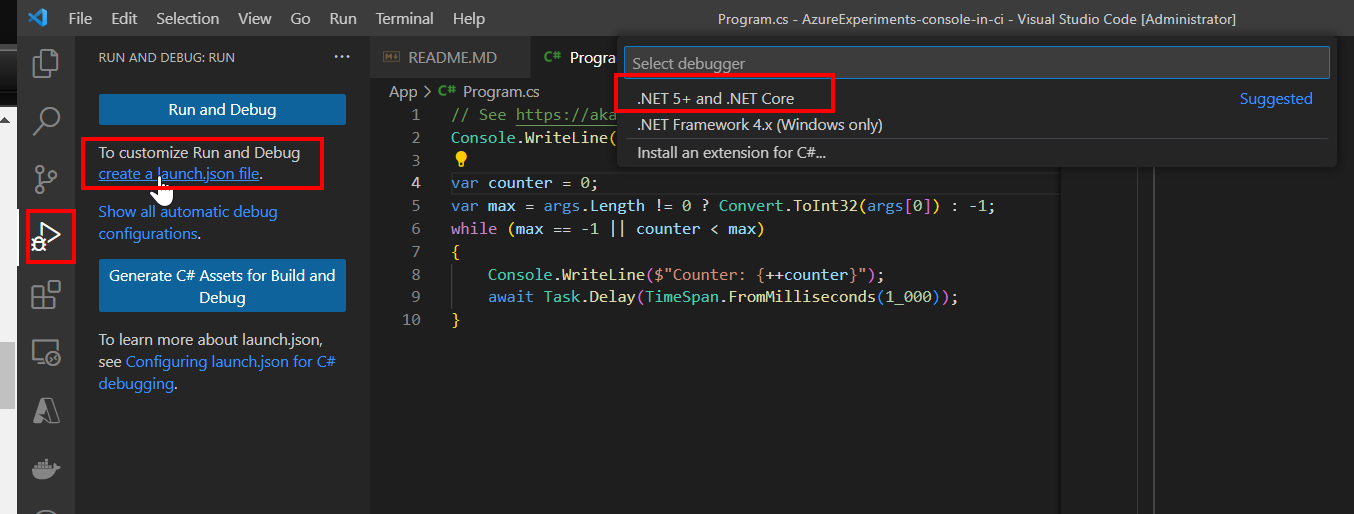 File Edit Selection View Go Run Terminal Help Program.cs - AzureExperiments-console-in-ci - Visual Studio Code [Administrator]
RUN AND DEBUG: RUN ···
Run and Debug
To customize Run and Debug
create a launch.json file.
Show all automatic debug
configurations.
Generate C# Assets for Build and
Debug
To learn more about launch.json,
see Configuring launch.json for C#
debugging.
README.MD
C# Progra
App > C# Program.cs
Select debugger
.NET 5+ and .NET Core Suggested
.NET Framework 4.x (Windows only)
Install an extension for C#...
1 // See https://aka
2 Console.WriteLine(
3
4 var counter = 0;
5 var max = args.Length != 0 ? Convert.ToInt32(args[0]) : -1;
6 while (max == -1 || counter < max)
7 {
8 Console.WriteLine($"Counter: {++counter}");
9 await Task.Delay(TimeSpan.FromMilliseconds(1_000));
10 }